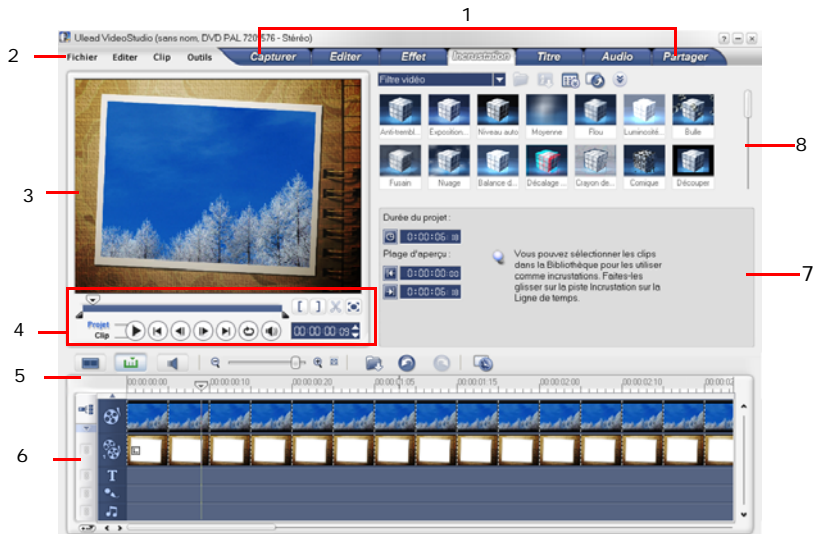 1
Ulead VideoStudio (sans nom, DVD PAL 720*576 - Stéréo)
2
Fichier Editer Clip Outils Capturer Editer Effet Incrustation Titre Audio Partager
Filtre vidéo
3
8
Anti-trembl... Exposition... Niveau auto Moyenne Flou Luminosité... Bulle
Fusain Nuage Balance d... Décalage... Crayon de... Comique Découper
Durée du projet :
0:00:06:18
Plage d'aperçu :
0:00:00:00
0:00:06:18
Vous pouvez sélectionner les clips
dans la Bibliothèque pour les utiliser
comme incrustations. Faites-les
glisser sur la piste Incrustation sur la
Ligne de temps.
7
4
Projet
Clip
00:00:00:09
5
00:00:00:00 00:00:00:10 00:00:00:20 00:00:01:05 00:00:01:15 00:00:02:00 00:00:02:10 00:00:02
6
T